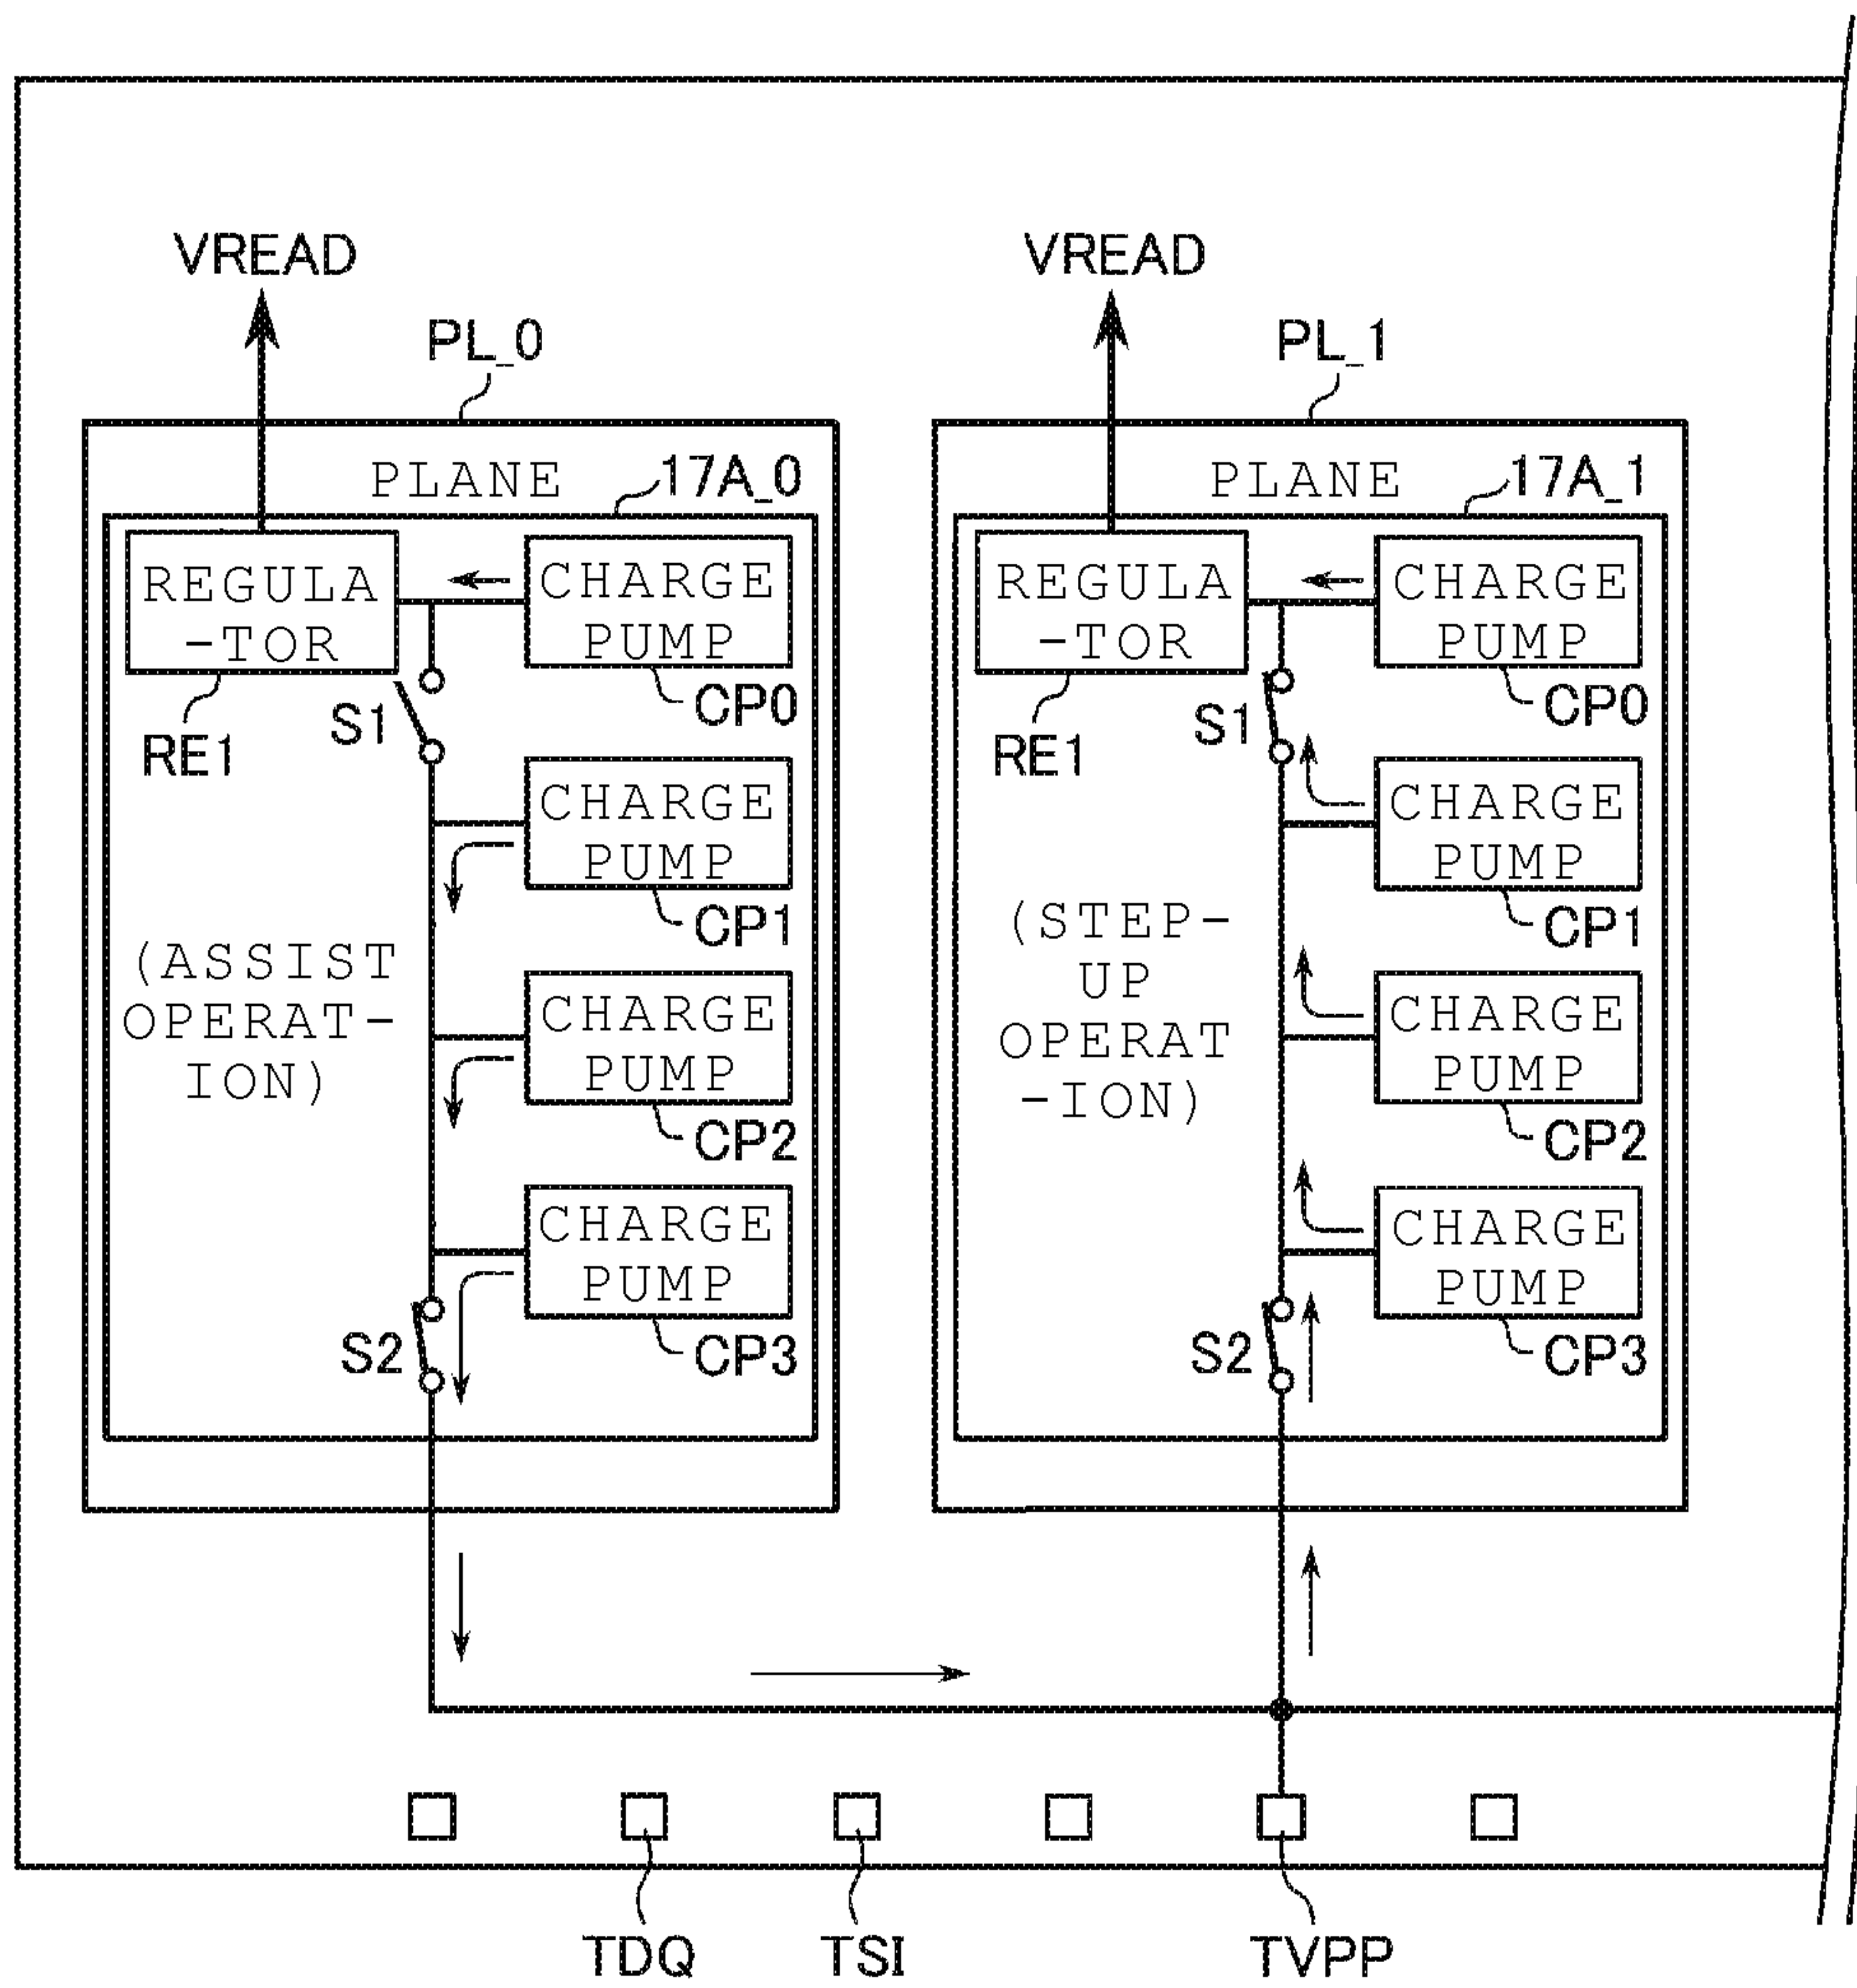 VREAD
PL_0
PLANE
17A_0
REGULA
-TOR
CHARGE
PUMP
CP0
S1
RE1
CHARGE
PUMP
CP1
(ASSIST
OPERAT-
ION)
CHARGE
PUMP
CP2
CHARGE
PUMP
S2
CP3
VREAD
PL_1
PLANE
17A_1
REGULA
-TOR
CHARGE
PUMP
CP0
S1
RE1
CHARGE
PUMP
CP1
(STEP-
UP
OPERAT
-ION)
CHARGE
PUMP
CP2
CHARGE
PUMP
S2
CP3
TDQ
TSI
TVPP